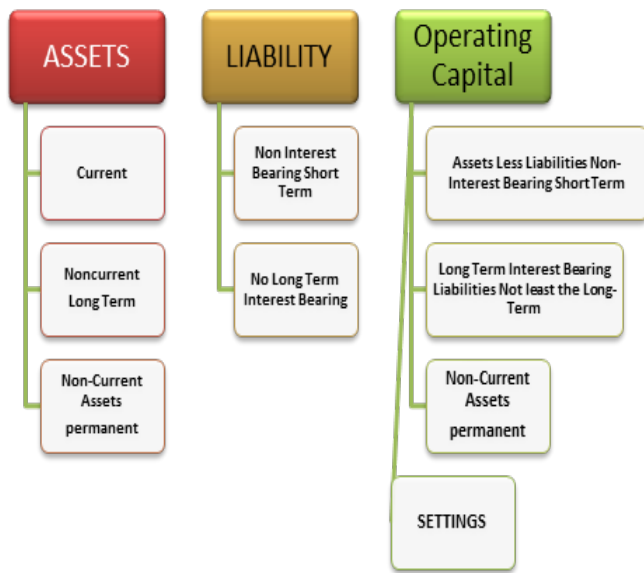 ASSETS
Current
Noncurrent
Long Term
Non-Current
Assets
permanent
LIABILITY
Non Interest
Bearing Short
Term
No Long Term
Interest Bearing
Operating
Capital
Assets Less Liabilities Non-
Interest Bearing Short Term
Long Term Interest Bearing
Liabilities Not least the Long-
Term
Non-Current
Assets
permanent
SETTINGS